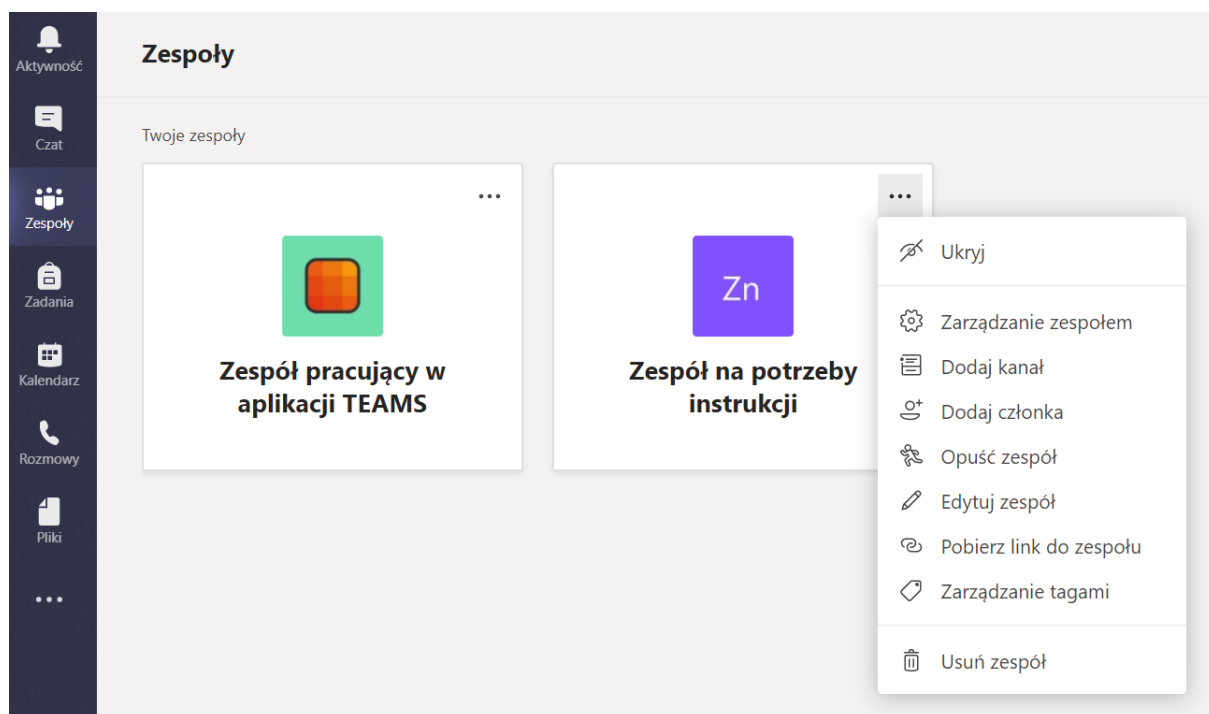 Aktywność
Czat
Zespoły
Zadania
Kalendarz
Rozmowy
Pliki
Zespoły
Twoje zespoły
Zespół pracujący w
aplikacji TEAMS
Zn
Zespół na potrzeby
instrukcji
Ukryj
Zarządzanie zespołem
Dodaj kanał
Dodaj członka
Opuść zespół
Edytuj zespół
Pobierz link do zespołu
Zarządzanie tagami
Usuń zespół